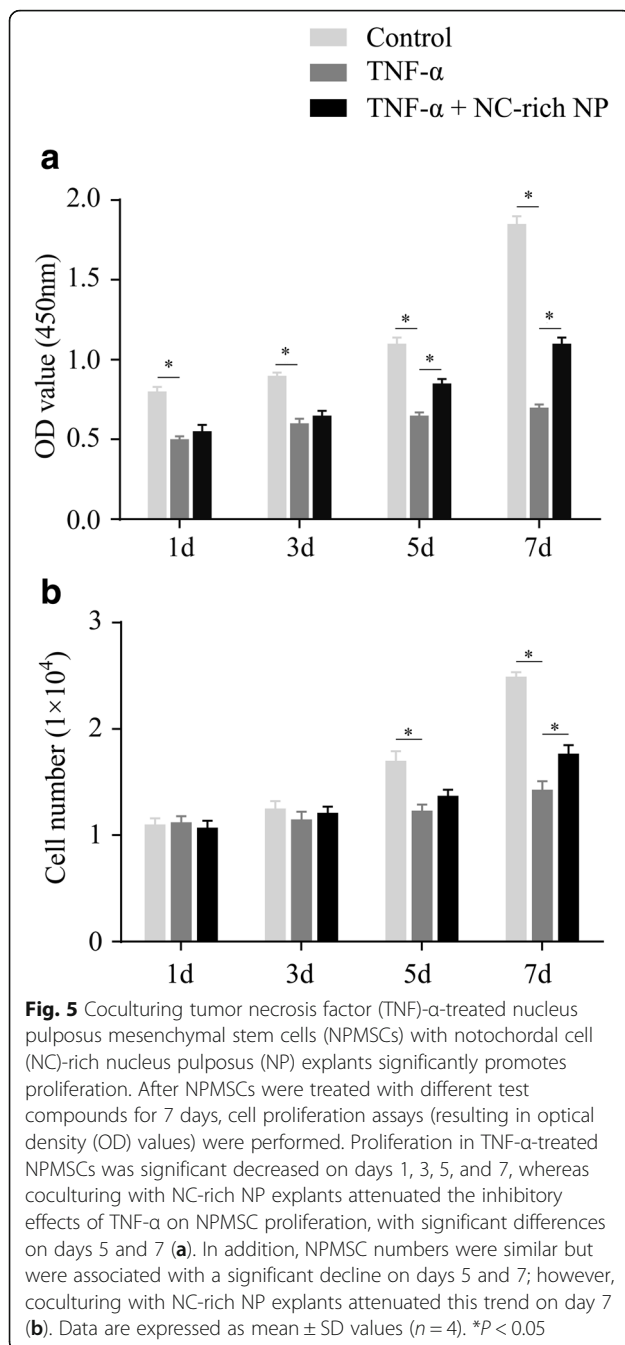 Control
TNF-α
TNF-α + NC-rich NP
a
2.0
*
1.5
OD value (450nm)
*
*
*
*
*
1.0
0.5
0.0
1d 3d 5d 7d
b
3
*
Cell number (1×10⁴)
*
*
2
1
0
1d 3d 5d 7d
Fig. 5 Coculturing tumor necrosis factor (TNF)-α-treated nucleus
pulposus mesenchymal stem cells (NPMSCs) with notochordal cell
(NC)-rich nucleus pulposus (NP) explants significantly promotes
proliferation. After NPMSCs were treated with different test
compounds for 7 days, cell proliferation assays (resulting in optical
density (OD) values) were performed. Proliferation in TNF-α-treated
NPMSCs was significant decreased on days 1, 3, 5, and 7, whereas
coculturing with NC-rich NP explants attenuated the inhibitory
effects of TNF-α on NPMSC proliferation, with significant differences
on days 5 and 7 (a). In addition, NPMSC numbers were similar but
were associated with a significant decline on days 5 and 7; however,
coculturing with NC-rich NP explants attenuated this trend on day 7
(b). Data are expressed as mean ± SD values (n = 4). *P < 0.05